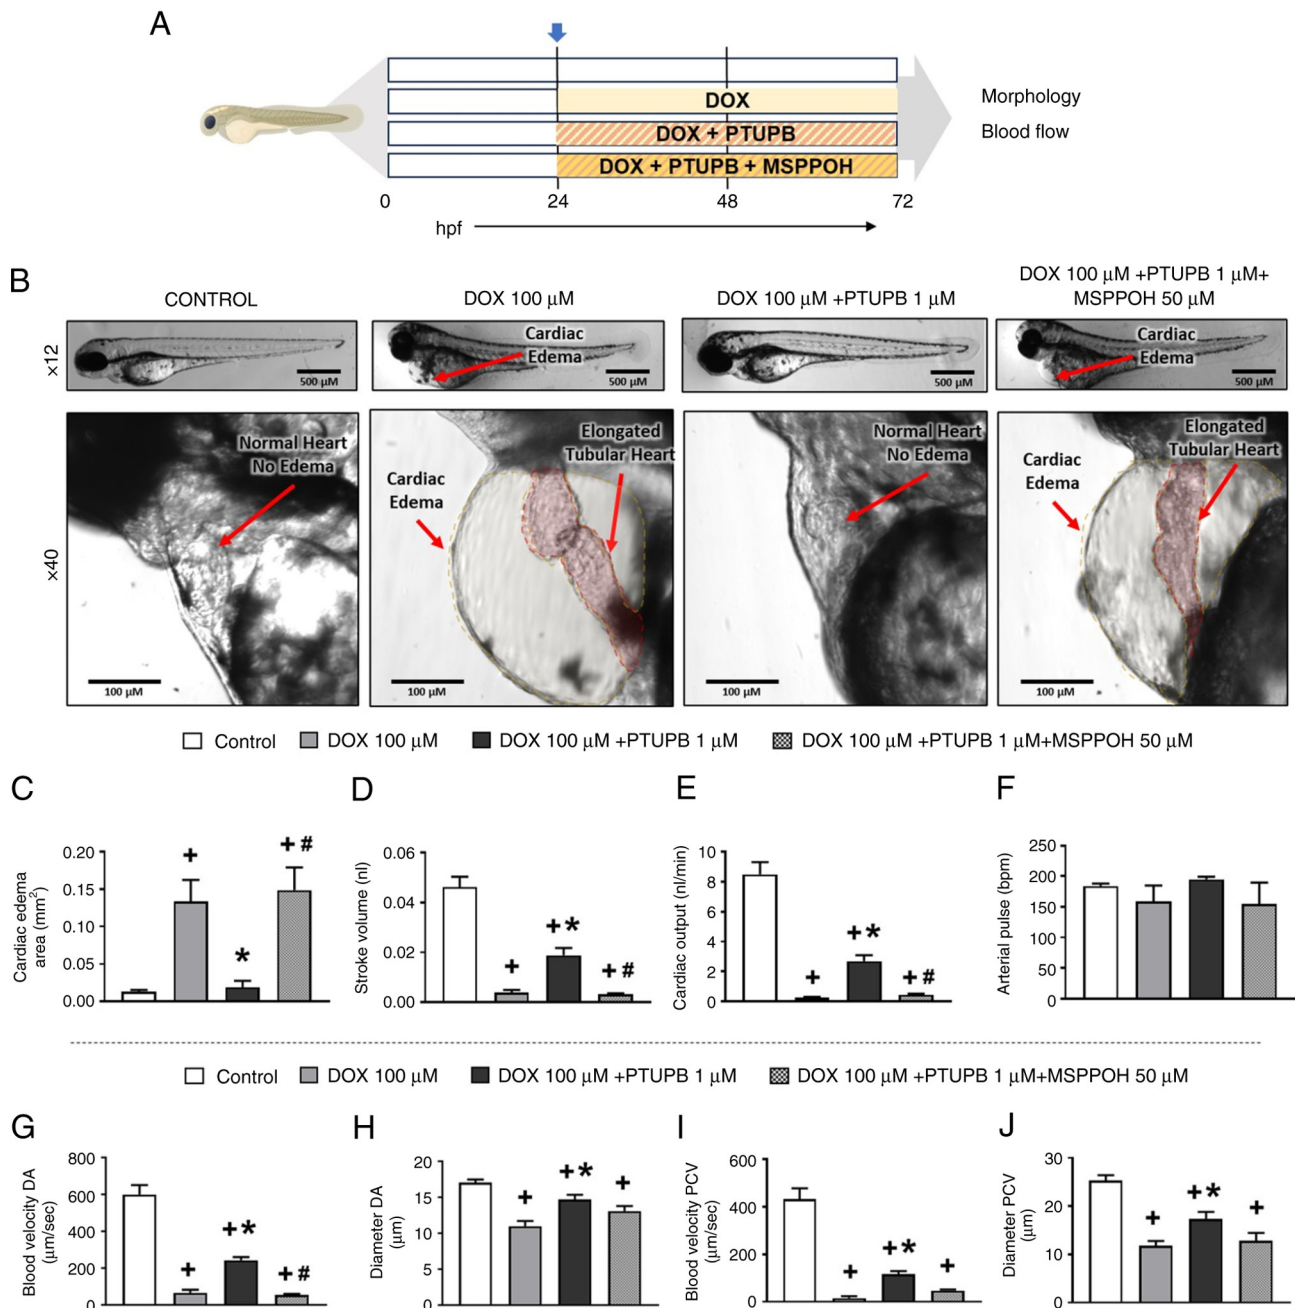 A
DOX
DOX + PTUPB
DOX + PTUPB + MSPPOH
Morphology
Blood flow
0
24
48
72
hpf
B
CONTROL
DOX 100 µM
DOX 100 µM +PTUPB 1 µM
DOX 100 µM +PTUPB 1 µM+
MSPPOH 50 µM
×12
500 µM
Cardiac
Edema
500 µM
500 µM
Cardiac
Edema
500 µM
×40
Normal Heart
No Edema
100 µM
Cardiac
Edema
Elongated
Tubular Heart
100 µM
Normal Heart
No Edema
100 µM
Cardiac
Edema
Elongated
Tubular Heart
100 µM
Control
DOX 100 µM
DOX 100 µM +PTUPB 1 µM
DOX 100 µM +PTUPB 1 µM+MSPPOH 50 µM
C
Cardiac edema
area (mm²)
0.20
0.15
0.10
0.05
0.00
+
*
+ #
D
Stroke volume (nl)
0.06
0.04
0.02
0.00
+
+ *
+ #
E
Cardiac output (nl/min)
10
8
6
4
2
0
+
+ *
+ #
F
Arterial pulse (bpm)
250
200
150
100
50
0
Control
DOX 100 µM
DOX 100 µM +PTUPB 1 µM
DOX 100 µM +PTUPB 1 µM+MSPPOH 50 µM
G
Blood velocity DA
(µm/sec)
800
600
400
200
0
+
+ *
+ #
H
Diameter DA
(µm)
20
15
10
5
0
+
+ *
+
I
Blood velocity PCV
(µm/sec)
600
400
200
0
+
+ *
+
J
Diameter PCV
(µm)
30
20
10
0
+
+ *
+